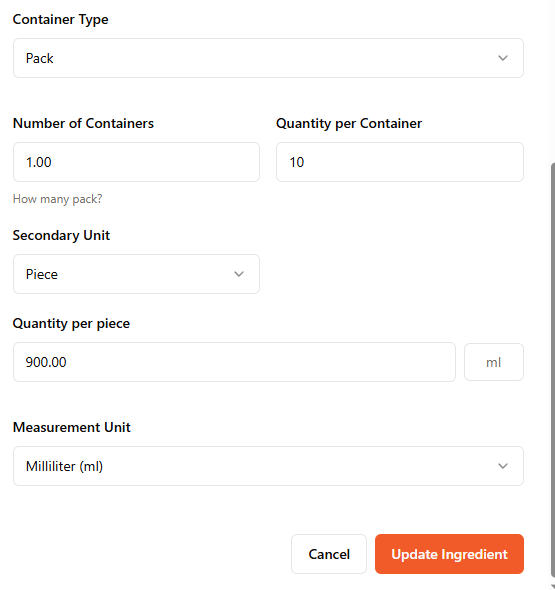 Container Type
Pack
Number of Containers Quantity per Container
1.00 10
How many pack?
Secondary Unit
Piece
Quantity per piece
900.00 ml
Measurement Unit
Milliliter (ml)
Cancel Update Ingredient